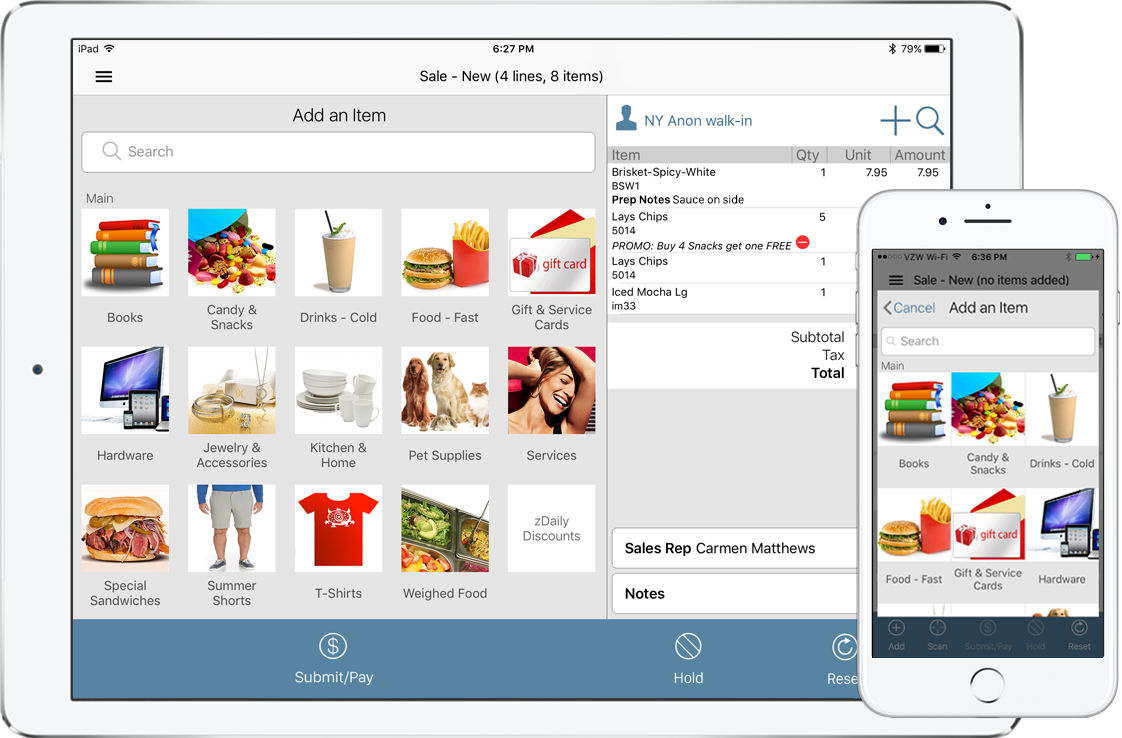 iPad
6:27 PM
79%
Sale - New (4 lines, 8 items)
Add an Item
Search
Main
Books
Candy &
Snacks
Drinks - Cold
Food - Fast
gift card
Gift & Service
Cards
Hardware
Jewelry &
Accessories
Kitchen &
Home
Pet Supplies
Services
Special
Sandwiches
Summer
Shorts
T-Shirts
Weighed Food
zDaily
Discounts
NY Anon walk-in
Item Qty Unit Amount
Brisket-Spicy-White 1 7.95 7.95
BSW1
Prep Notes Sauce on side
Lays Chips 5
5014
PROMO: Buy 4 Snacks get one FREE
Lays Chips 1
5014
Iced Mocha Lg 1
im33
Subtotal
Tax
Total
Sales Rep Carmen Matthews
Notes
Submit/Pay
Hold
Rese
VZW Wi-Fi
6:36 PM
Sale - New (no items added)
Cancel
Add an Item
Search
Main
Books
Candy &
Snacks
Drinks - Cold
Food - Fast
gift card
Gift & Service
Cards
Hardware
Add
Scan
Submit/Pay
Hold
Reset